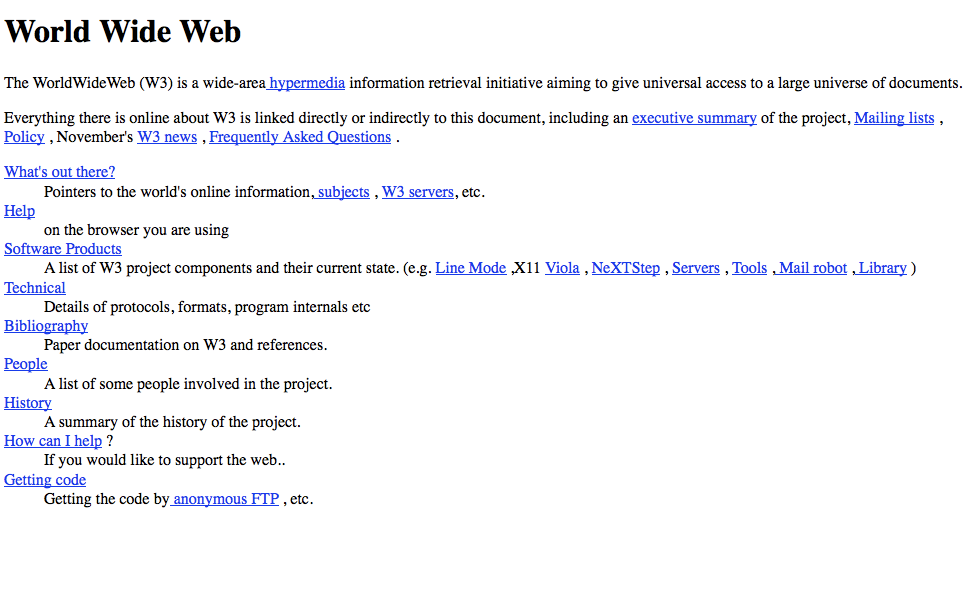 World Wide Web
The WorldWideWeb (W3) is a wide-area hypermedia information retrieval initiative aiming to give universal access to a large universe of documents.
Everything there is online about W3 is linked directly or indirectly to this document, including an executive summary of the project, Mailing lists ,
Policy , November's W3 news , Frequently Asked Questions .
What's out there?
Pointers to the world's online information, subjects , W3 servers, etc.
Help
on the browser you are using
Software Products
A list of W3 project components and their current state. (e.g. Line Mode ,X11 Viola , NeXTStep , Servers , Tools , Mail robot , Library )
Technical
Details of protocols, formats, program internals etc
Bibliography
Paper documentation on W3 and references.
People
A list of some people involved in the project.
History
A summary of the history of the project.
How can I help ?
If you would like to support the web..
Getting code
Getting the code by anonymous FTP , etc.